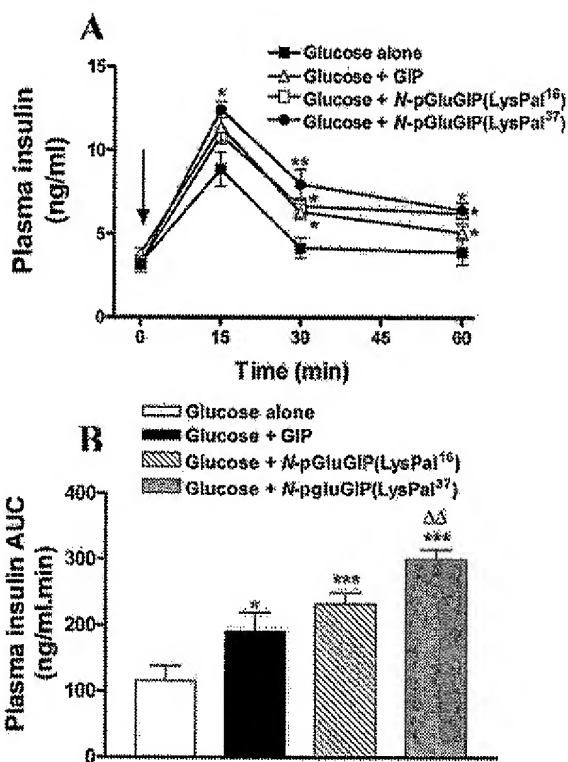 A
Glucose alone
Glucose + GIP
Glucose + N-pGluGIP(LysPal¹⁶)
Glucose + N-pGluGIP(LysPal³⁷)
Plasma insulin
(ng/ml)
15
10
5
0
*
**
*
*
*
*
*
0
15
30
45
60
Time (min)
B
Glucose alone
Glucose + GIP
Glucose + N-pGluGIP(LysPal¹⁶)
Glucose + N-pgluGIP(LysPal³⁷)
Plasma insulin AUC
(ng/ml.min)
400
300
200
100
0
*
***
ΔΔ
***